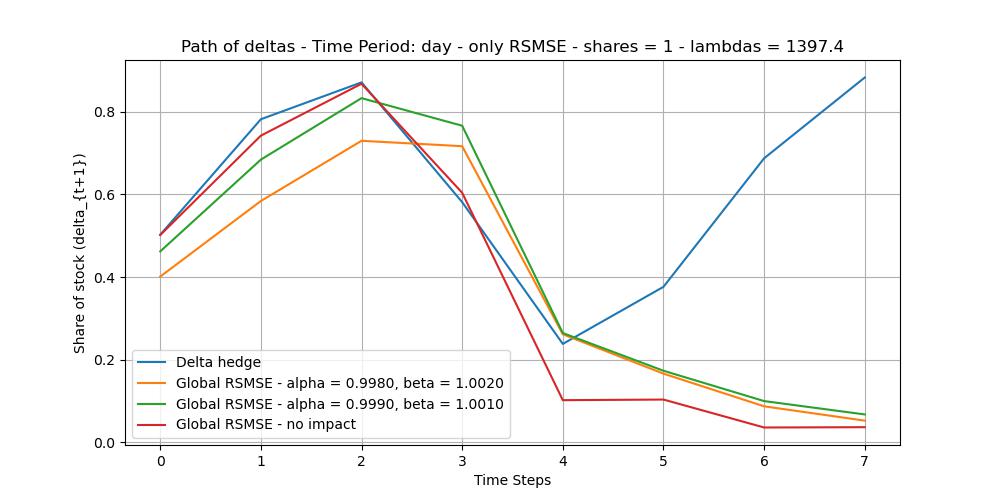 Path of deltas - Time Period: day - only RSMSE - shares = 1 - lambdas = 1397.4
Share of stock (delta_{t+1})
0.8
0.6
0.4
0.2
0.0
Delta hedge
Global RSMSE - alpha = 0.9980, beta = 1.0020
Global RSMSE - alpha = 0.9990, beta = 1.0010
Global RSMSE - no impact
0 1 2 3 4 5 6 7
Time Steps